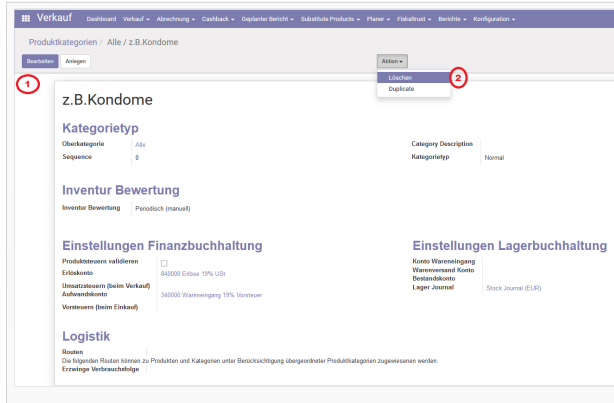 Verkauf Dashboard Verkauf Abrechnung Cashback Geplanter Bericht Substitute Products Planer Fiskaltrust Berichte Konfiguration
Produktkategorien / Alle / z.B.Kondome
Bearbeiten Anlegen Aktion
1 Löschen 2
Duplicate
z.B.Kondome
Kategorietyp
Oberkategorie Alle Category Description
Sequence 0 Kategorietyp Normal
Inventur Bewertung
Inventur Bewertung Periodisch (manuell)
Einstellungen Finanzbuchhaltung Einstellungen Lagerbuchhaltung
Produktsteuern validieren Konto Wareneingang
Erlöskonto 840000 Erlöse 19% USt Warenversand Konto
Bestandskonto
Umsatzsteuern (beim Verkauf) Lager Journal Stock Journal (EUR)
Aufwandskonto 340000 Wareneingang 19% Vorsteuer
Vorsteuern (beim Einkauf)
Logistik
Routen
Die folgenden Routen können zu Produkten und Kategorien unter Berücksichtigung übergeordneter Produktkategorien zugewiesenen werden.
Erzwinge Verbrauchsfolge